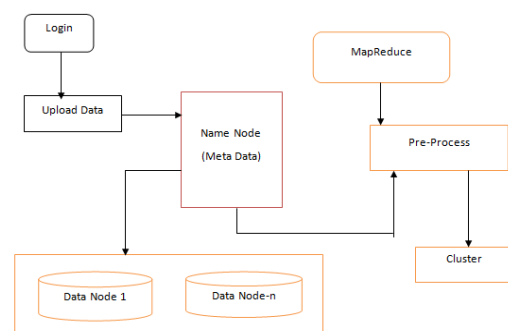 Login
MapReduce
Upload Data
Name Node
(Meta Data)
Pre-Process
Cluster
Data Node 1
Data Node-n